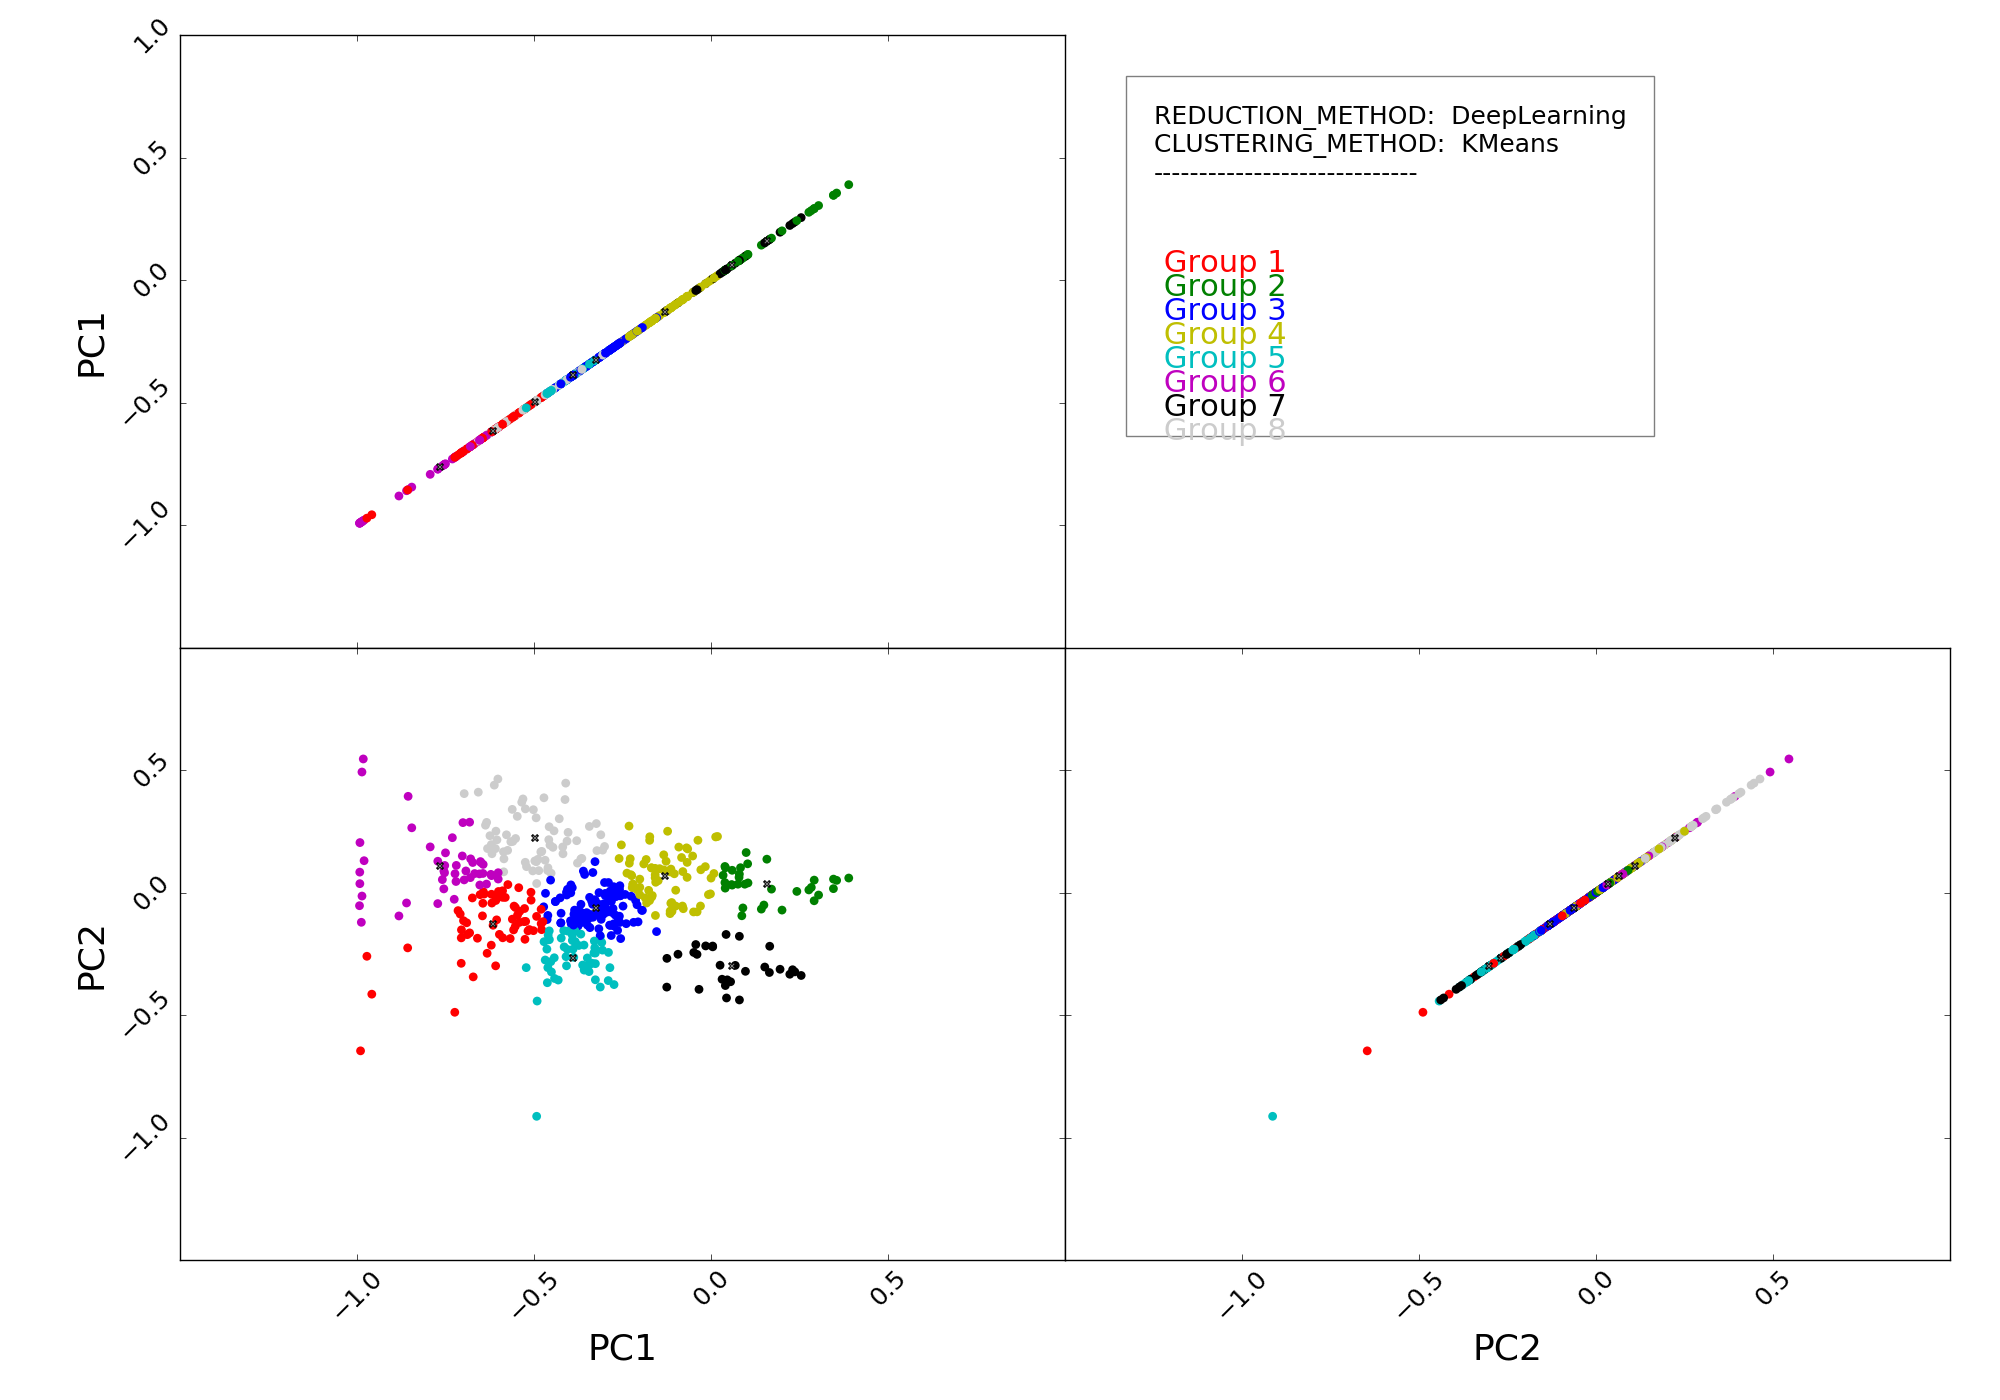 1.0
0.5
0.0
−0.5
−1.0
PC1
REDUCTION_METHOD:  DeepLearning
CLUSTERING_METHOD:  KMeans
-----------------------------
Group 1
Group 2
Group 3
Group 4
Group 5
Group 6
Group 7
Group 8
0.5
0.0
−0.5
−1.0
PC2
−1.0 −0.5 0.0 0.5
PC1
−1.0 −0.5 0.0 0.5
PC2